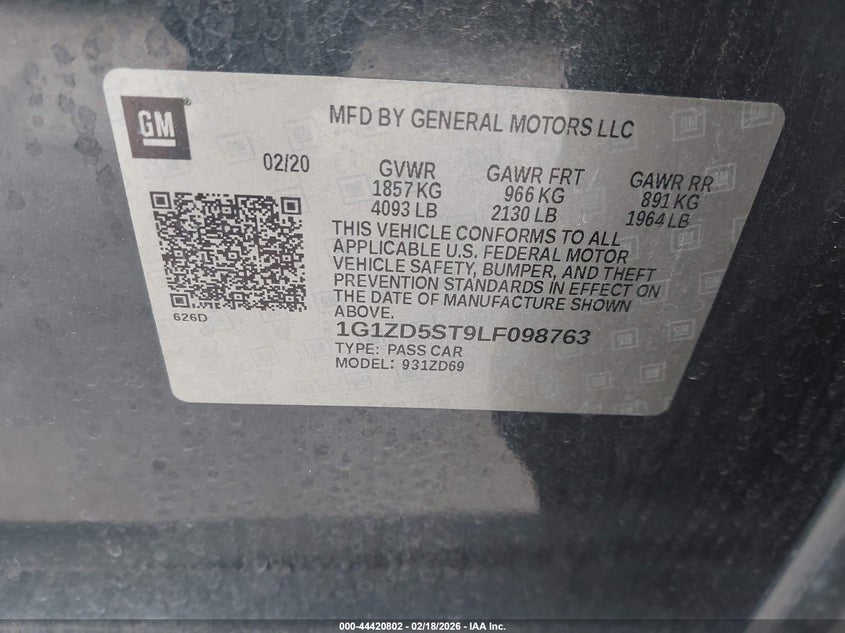 GM
MFD BY GENERAL MOTORS LLC
02/20
GVWR
1857 KG
4093 LB
GAWR FRT
966 KG
2130 LB
GAWR RR
891 KG
1964 LB
THIS VEHICLE CONFORMS TO ALL
APPLICABLE U.S. FEDERAL MOTOR
VEHICLE SAFETY, BUMPER, AND THEFT
PREVENTION STANDARDS IN EFFECT ON
THE DATE OF MANUFACTURE SHOWN
ABOVE.
626D
1G1ZD5ST9LF098763
TYPE: PASS CAR
MODEL: 931ZD69
000-44420802 - 02/18/2026 - IAA Inc.